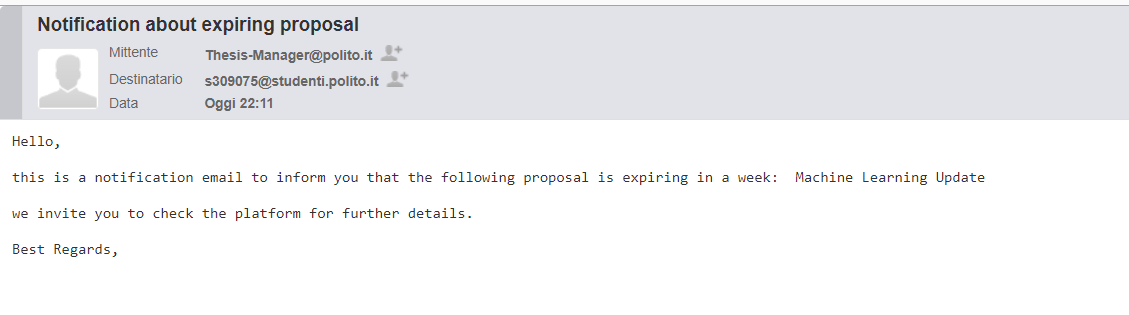 Notification about expiring proposal
Mittente Thesis-Manager@polito.it
Destinatario s309075@studenti.polito.it
Data Oggi 22:11
Hello,
this is a notification email to inform you that the following proposal is expiring in a week:  Machine Learning Update
we invite you to check the platform for further details.
Best Regards,